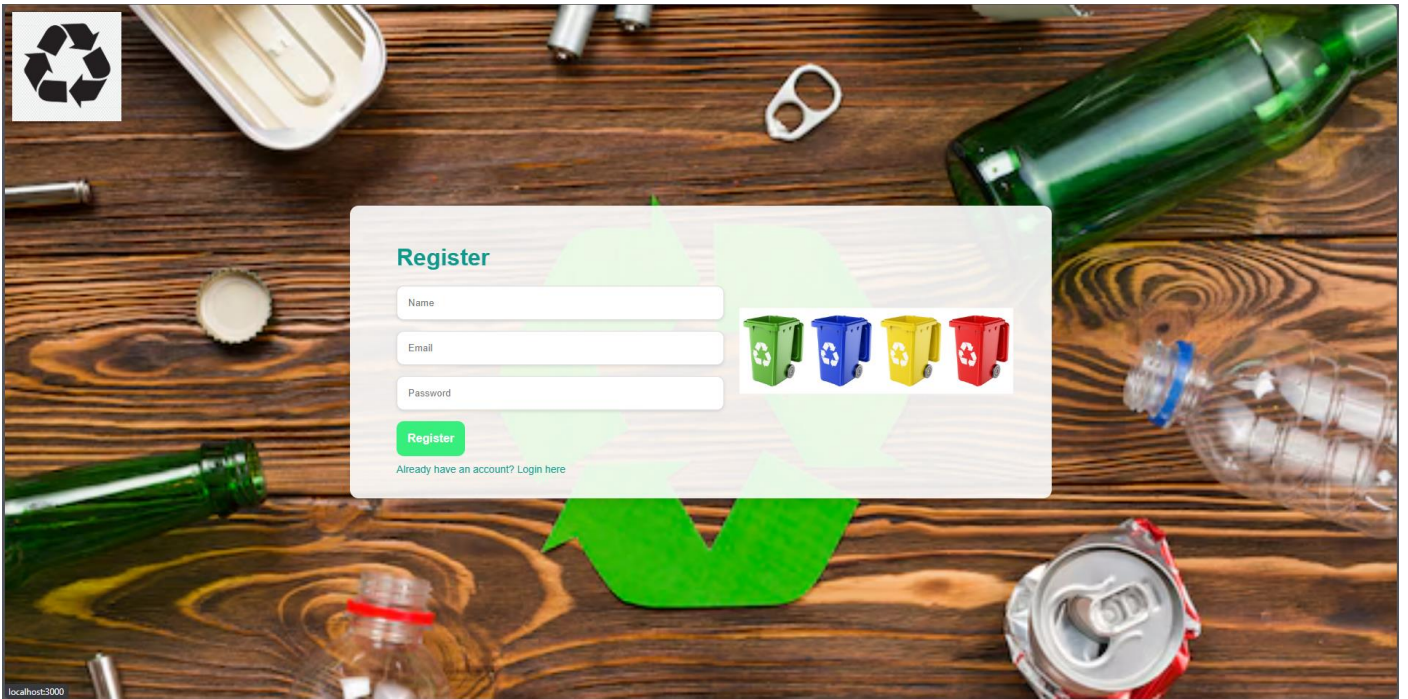 Register
Name
Email
Password
Register
Already have an account? Login here
localhost:3000